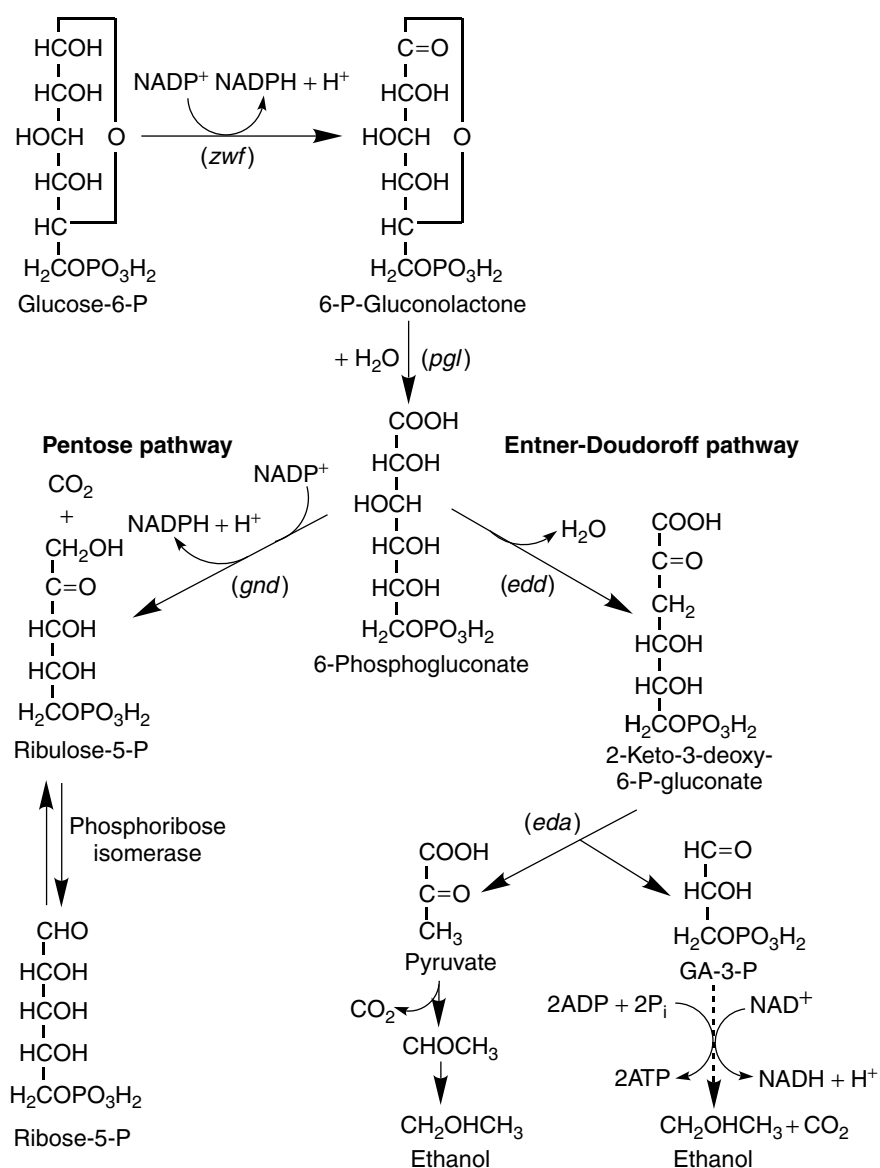 HCOH
HCOH
HOCH O
HCOH
HC
H₂COPO₃H₂
Glucose-6-P
NADP⁺ NADPH + H⁺
(zwf)
C=O
HCOH
HOCH O
HCOH
HC
H₂COPO₃H₂
6-P-Gluconolactone
+ H₂O (pgl)
COOH
HCOH
HOCH
HCOH
HCOH
H₂COPO₃H₂
6-Phosphogluconate
Pentose pathway
NADP⁺
NADPH + H⁺
(gnd)
CO₂
+
CH₂OH
C=O
HCOH
HCOH
H₂COPO₃H₂
Ribulose-5-P
Phosphoribose
isomerase
CHO
HCOH
HCOH
HCOH
H₂COPO₃H₂
Ribose-5-P
Entner-Doudoroff pathway
H₂O
(edd)
COOH
C=O
CH₂
HCOH
HCOH
H₂COPO₃H₂
2-Keto-3-deoxy-
6-P-gluconate
(eda)
COOH
C=O
CH₃
Pyruvate
CO₂
CHOCH₃
CH₂OHCH₃
Ethanol
HC=O
HCOH
H₂COPO₃H₂
GA-3-P
2ADP + 2Pᵢ NAD⁺
2ATP NADH + H⁺
CH₂OHCH₃ + CO₂
Ethanol